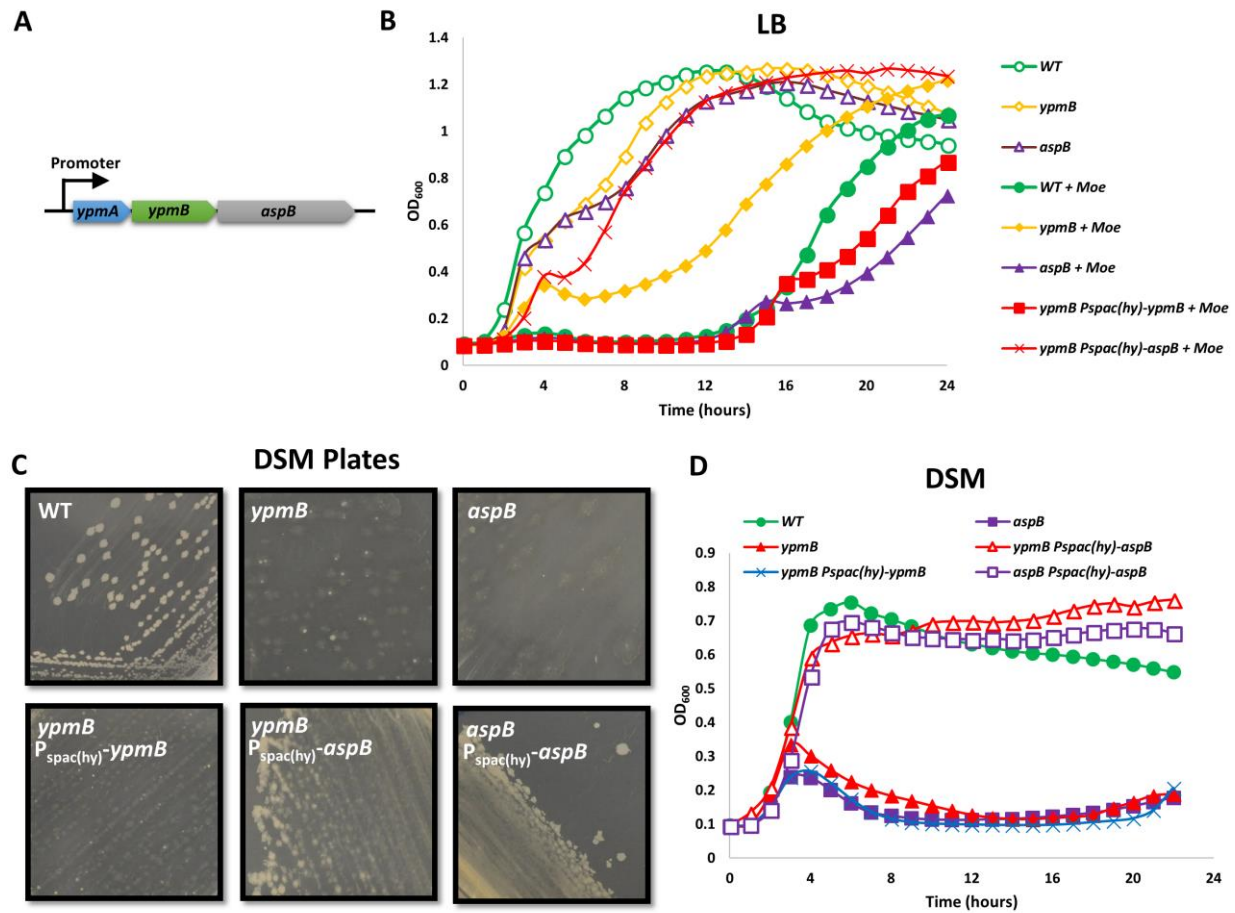 A
Promoter
ypmA
ypmB
aspB
B
LB
OD600
1.4
1.2
1
0.8
0.6
0.4
0.2
0
0
4
8
12
16
20
24
Time (hours)
WT
ypmB
aspB
WT + Moe
ypmB + Moe
aspB + Moe
ypmB Pspac(hy)-ypmB + Moe
ypmB Pspac(hy)-aspB + Moe
C
DSM Plates
WT
ypmB
aspB
ypmB
Pspac(hy)-ypmB
ypmB
Pspac(hy)-aspB
aspB
Pspac(hy)-aspB
D
DSM
WT
aspB
ypmB
ypmB Pspac(hy)-aspB
ypmB Pspac(hy)-ypmB
aspB Pspac(hy)-aspB
OD600
0.9
0.8
0.7
0.6
0.5
0.4
0.3
0.2
0.1
0
0
4
8
12
16
20
24
Time (hours)